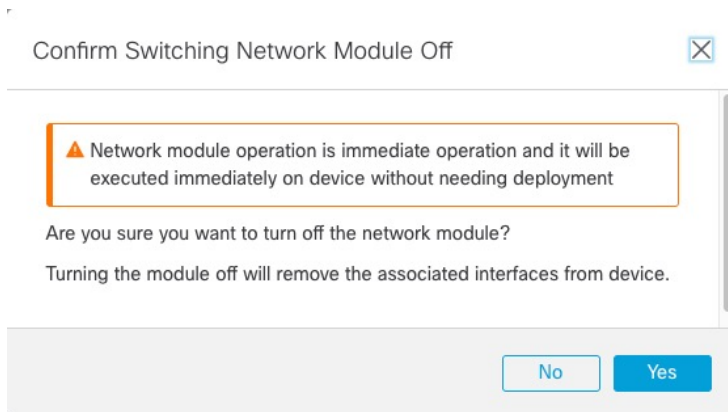 Confirm Switching Network Module Off
Network module operation is immediate operation and it will be
executed immediately on device without needing deployment
Are you sure you want to turn off the network module?
Turning the module off will remove the associated interfaces from device.
No
Yes